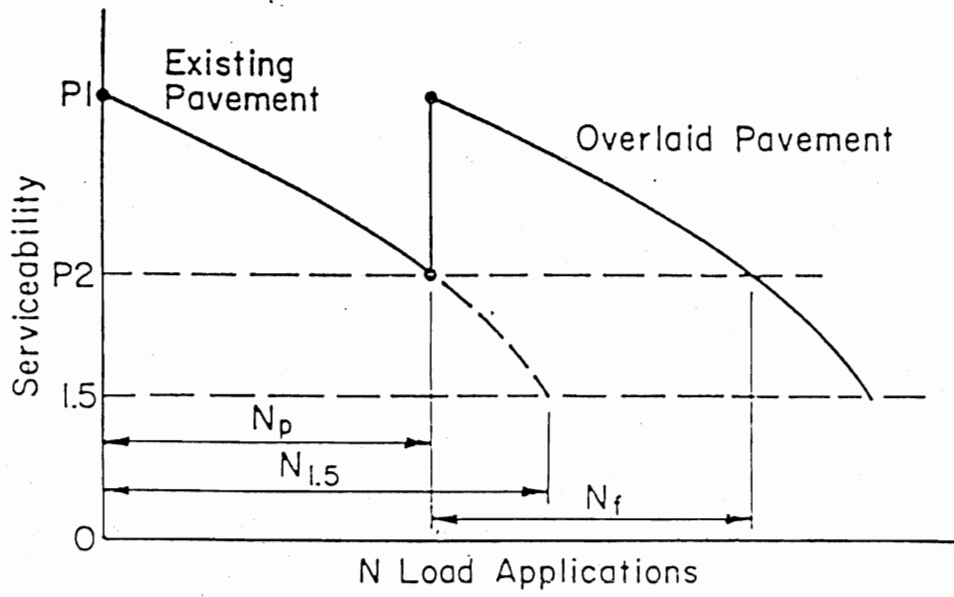 Existing
Pavement
P1
Overlaid Pavement
Serviceability
P2
1.5
Np
N1.5
Nf
0
N Load Applications